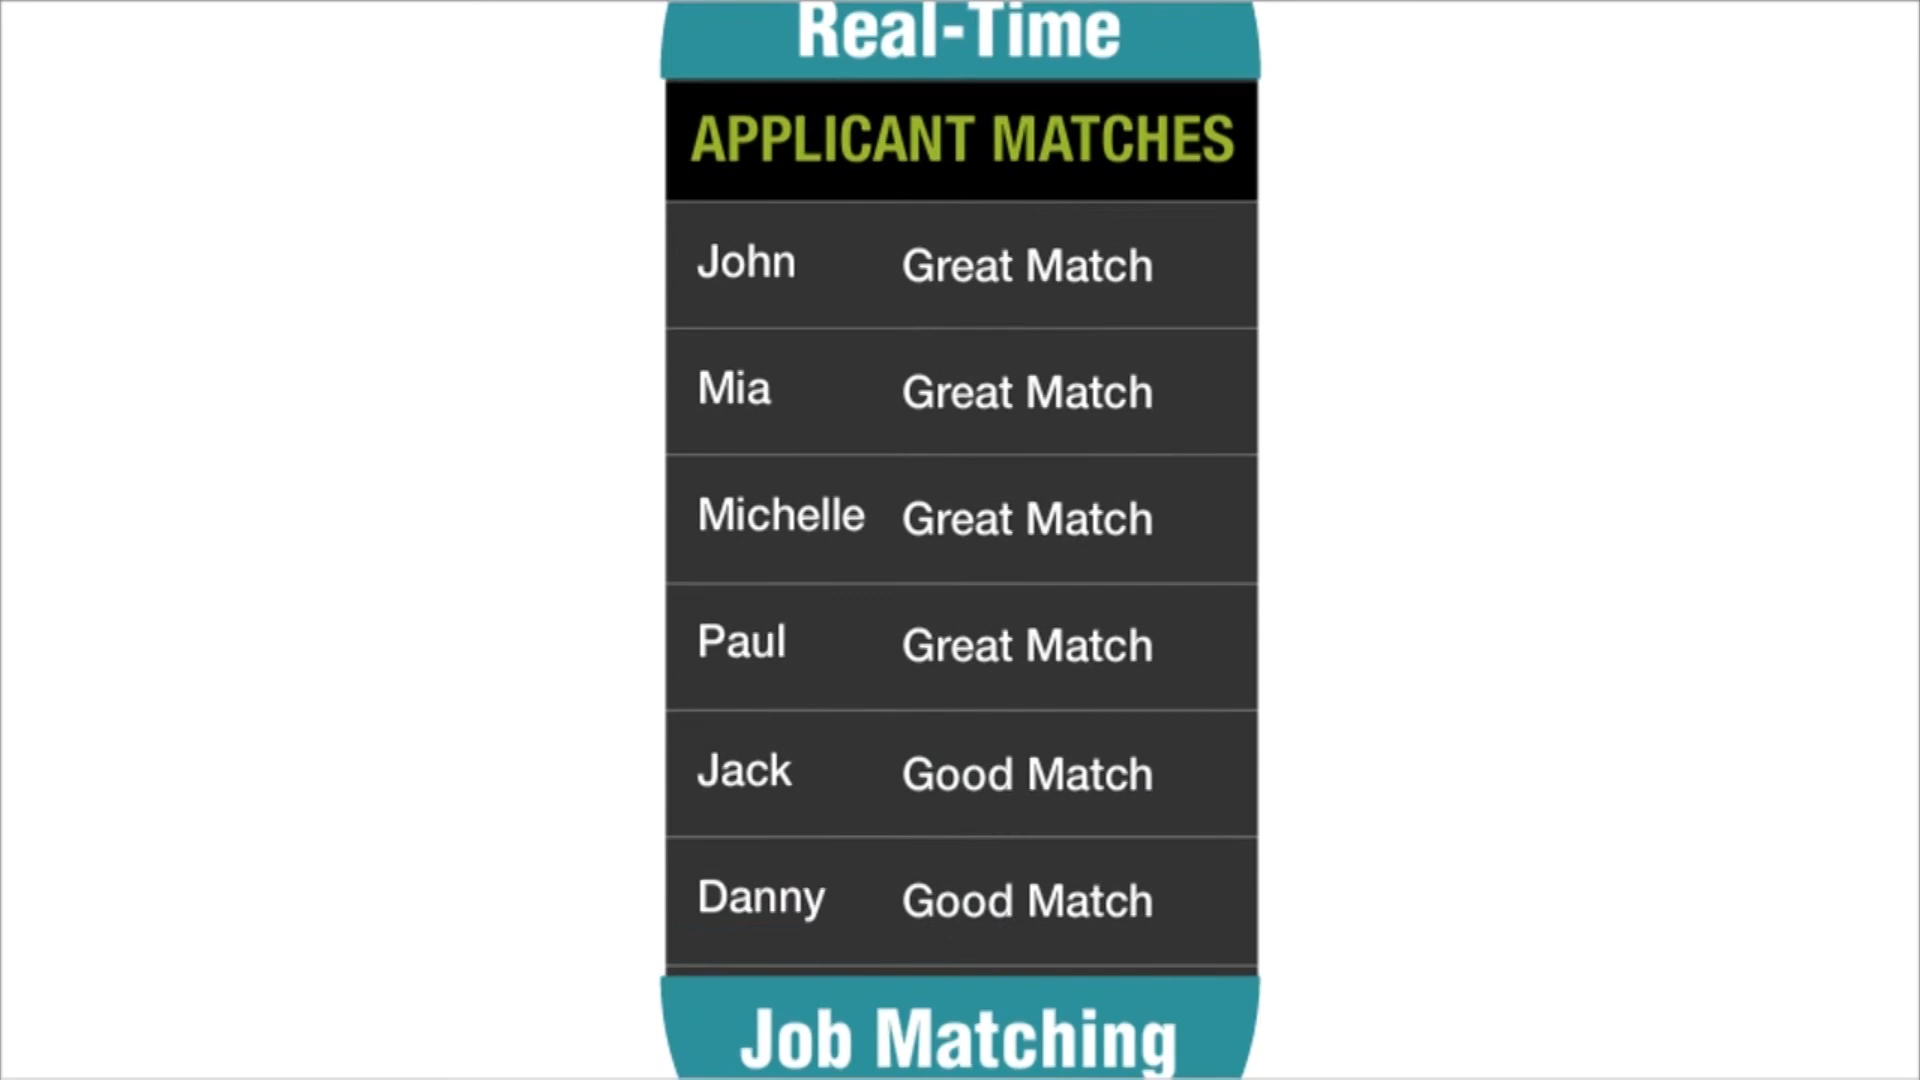 Real-Time
APPLICANT MATCHES
John Great Match
Mia Great Match
Michelle Great Match
Paul Great Match
Jack Good Match
Danny Good Match
Job Matching